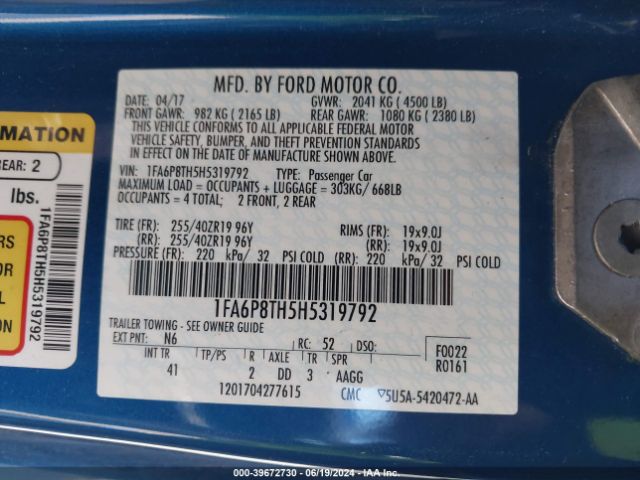 MFD. BY FORD MOTOR CO.
DATE: 04/17 GVWR: 2041 KG ( 4500 LB)
FRONT GAWR: 982 KG ( 2165 LB) REAR GAWR: 1080 KG ( 2380 LB)
THIS VEHICLE CONFORMS TO ALL APPLICABLE FEDERAL MOTOR
VEHICLE SAFETY, BUMPER, AND THEFT PREVENTION STANDARDS
IN EFFECT ON THE DATE OF MANUFACTURE SHOWN ABOVE.
VIN: 1FA6P8TH5H5319792 TYPE: Passenger Car
MAXIMUM LOAD = OCCUPANTS + LUGGAGE = 303KG/ 668LB
OCCUPANTS = 4 TOTAL; 2 FRONT, 2 REAR
TIRE (FR): 255/40ZR19 96Y RIMS (FR): 19x9.0J
(RR): 255/40ZR19 96Y (RR): 19x9.0J
PRESSURE (FR): 220 kPa/ 32 PSI COLD (RR): 220 kPa/ 32 PSI COLD
1FA6P8TH5H5319792
TRAILER TOWING - SEE OWNER GUIDE
EXT PNT: N6 RC: 52 DSO: F0022
R0161
INT TR TP/PS R AXLE TR SPR
41 2 DD 3 AAGG
1201704277615 CMC ▽5U5A-5420472-AA
RMATION
REAR: 2
lbs.
1FA6P8TH5H5319792
RS
OR
ION
000-39672730 - 06/19/2024 - IAA Inc.